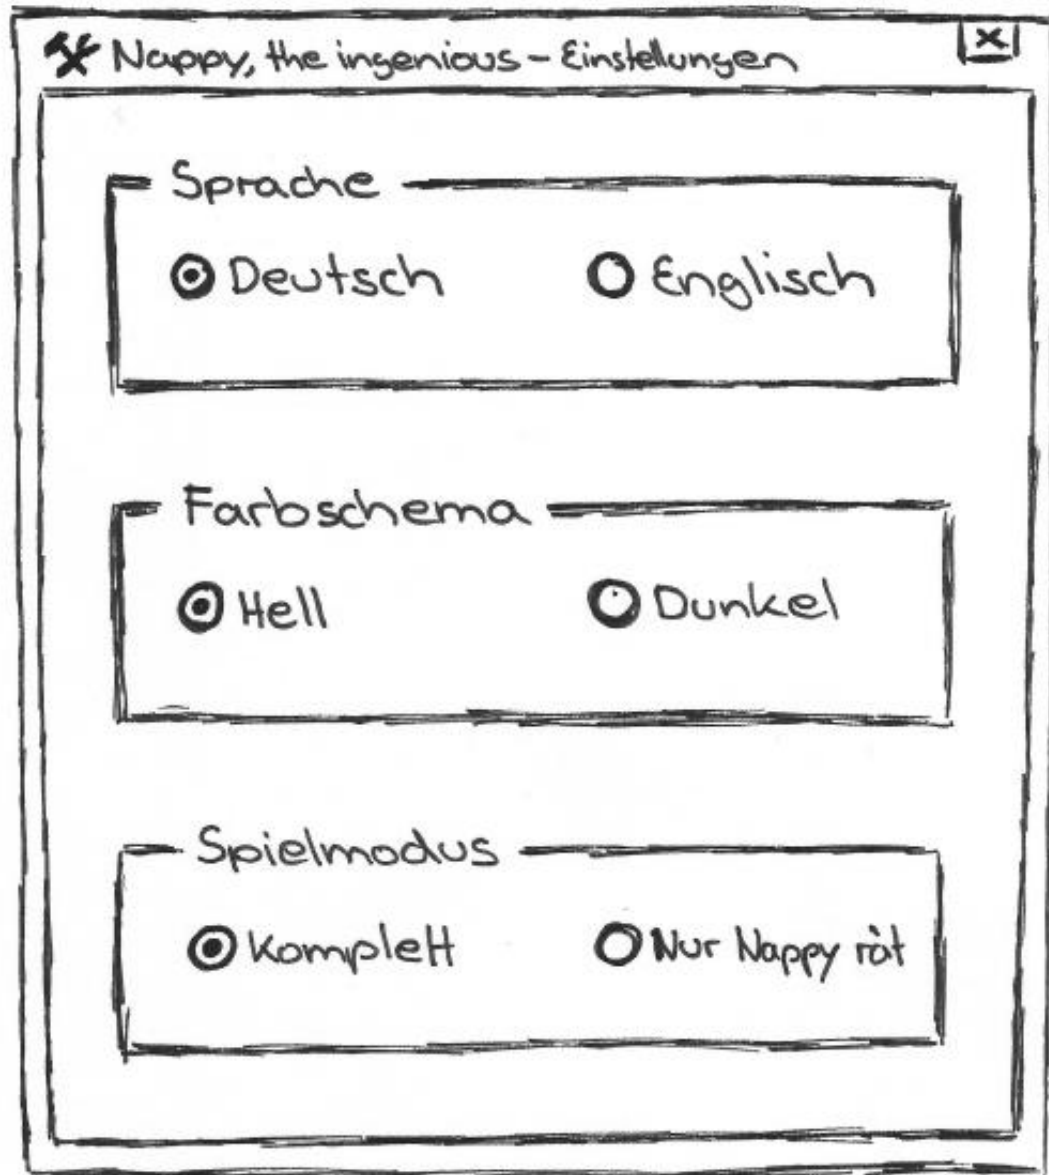 Nappy, the ingenious - Einstellungen
Sprache
Deutsch Englisch
Farbschema
Hell Dunkel
Spielmodus
Komplett Nur Nappy rät